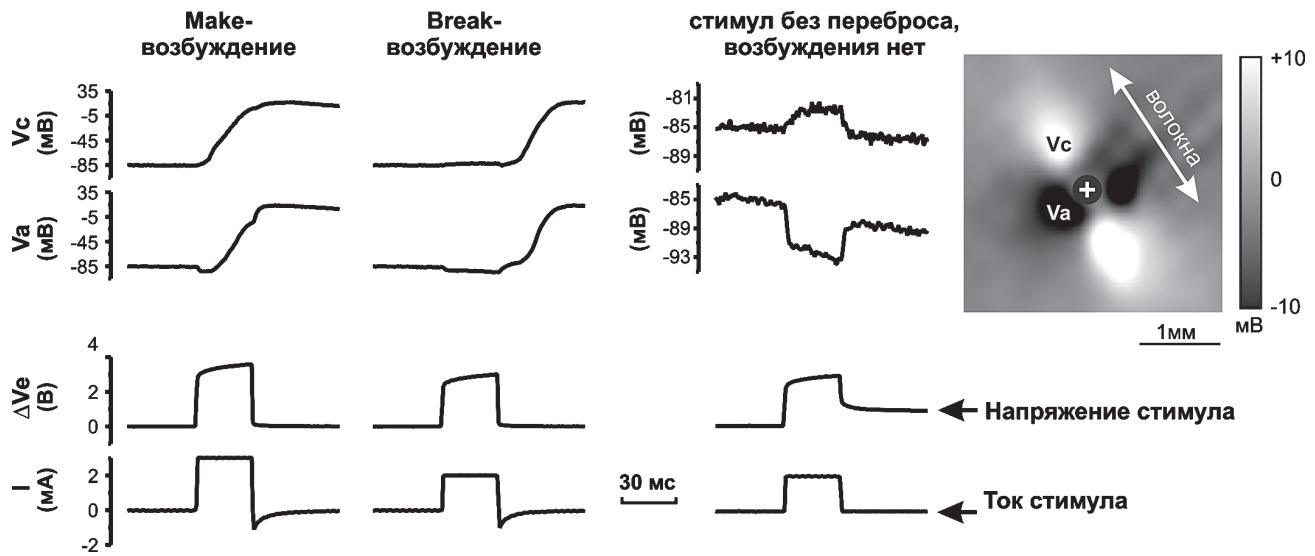 Make-
возбуждение
Break-
возбуждение
стимул без переброса,
возбуждения нет
Vc
(мВ)
35
-5
-45
-85
(мВ)
-81
-85
-89
Va
(мВ)
35
-5
-45
-85
(мВ)
-85
-89
-93
волокна
Vc
Va
+
+10
0
-10
мВ
1мм
ΔVe
(В)
4
2
0
Напряжение стимула
I
(мА)
2
0
-2
30 мс
Ток стимула